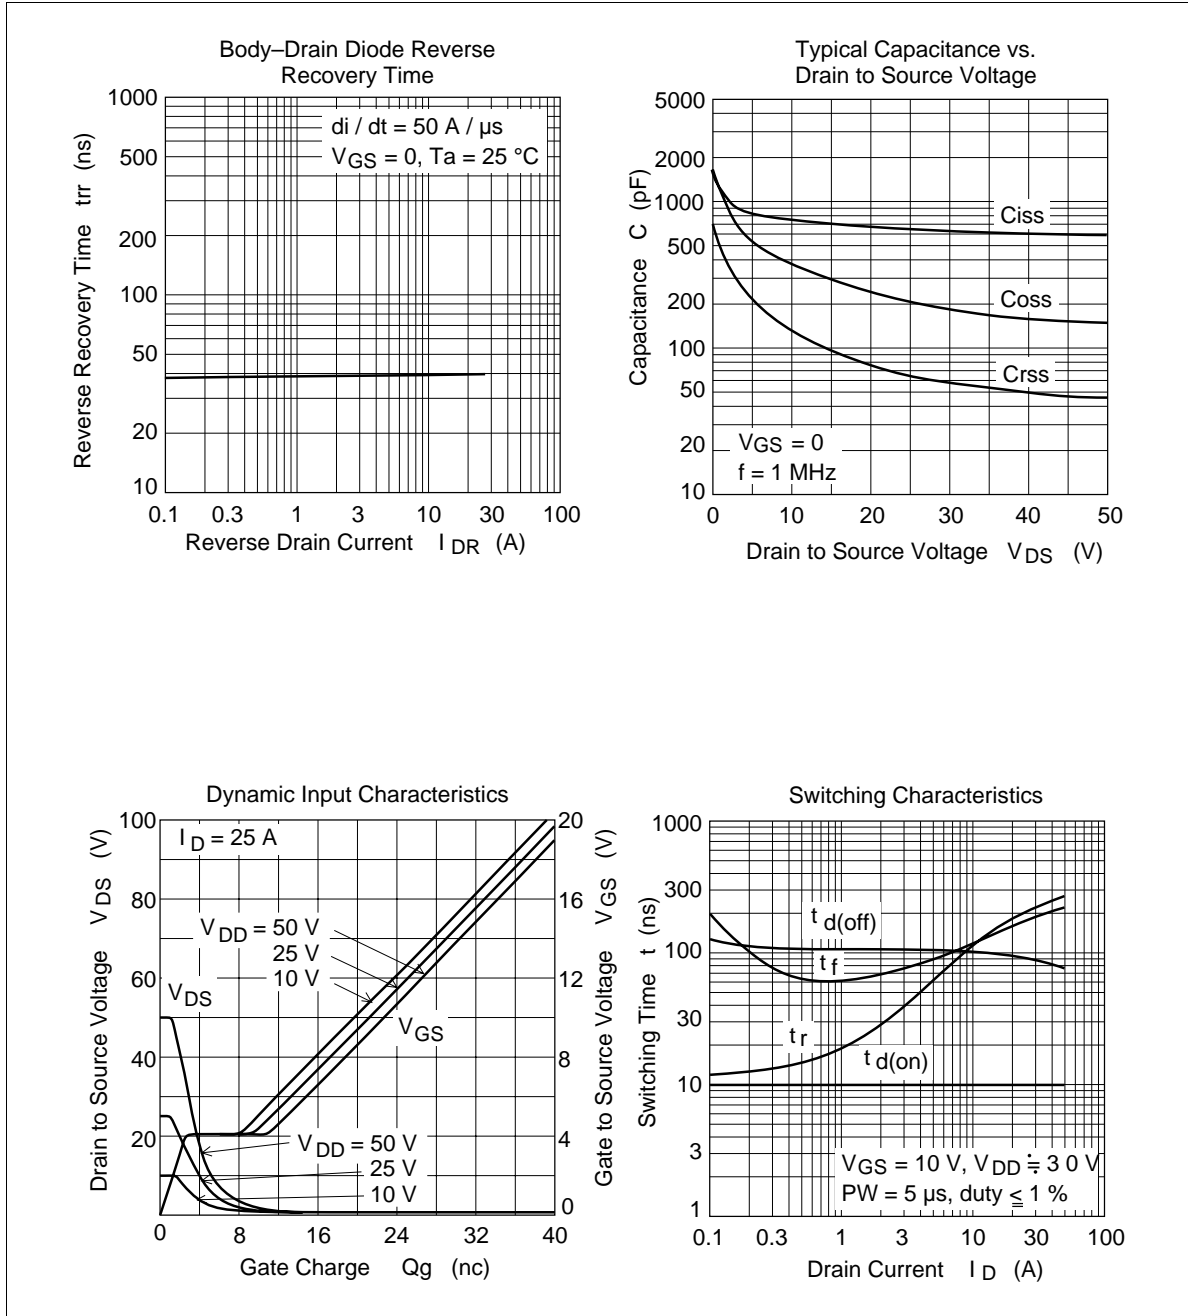 Body–Drain Diode Reverse
Recovery Time
1000
500
200
100
50
20
10
Reverse Recovery Time trr (ns)
di / dt = 50 A / µs
VGS = 0, Ta = 25 °C
0.1 0.3 1 3 10 30 100
Reverse Drain Current I DR (A)
Typical Capacitance vs.
Drain to Source Voltage
5000
2000
1000
500
200
100
50
20
10
Capacitance C (pF)
Ciss
Coss
Crss
VGS = 0
f = 1 MHz
0 10 20 30 40 50
Drain to Source Voltage VDS (V)
Dynamic Input Characteristics
100
80
60
40
20
0
Drain to Source Voltage VDS (V)
I D = 25 A
VDD = 50 V
25 V
10 V
VDS
VGS
VDD = 50 V
25 V
10 V
20
16
12
8
4
0
Gate to Source Voltage VGS (V)
8 16 24 32 40
Gate Charge Qg (nc)
Switching Characteristics
1000
300
100
30
10
3
1
Switching Time t (ns)
t d(off)
t f
t r
t d(on)
VGS = 10 V, VDD ≒ 3 0 V
PW = 5 µs, duty ≦ 1 %
0.1 0.3 1 3 10 30 100
Drain Current I D (A)